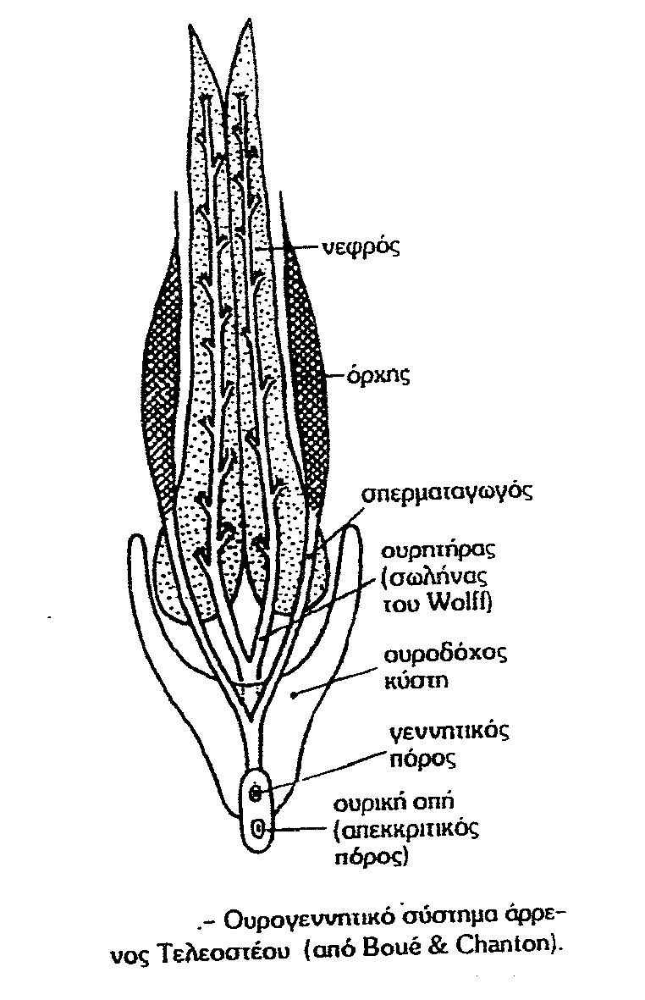 νεφρός
όρχης
σπερματαγωγός
ουρητήρας
(σωλήνας
του Wolff)
ουροδόχος
κύστη
γεννητικός
πόρος
ουρική οπή
(απεκκριτικός
πόρος)
.– Ουρογεννητικό σύστημα άρρε-
νος Τελεοστέου (από Boué & Chanton).